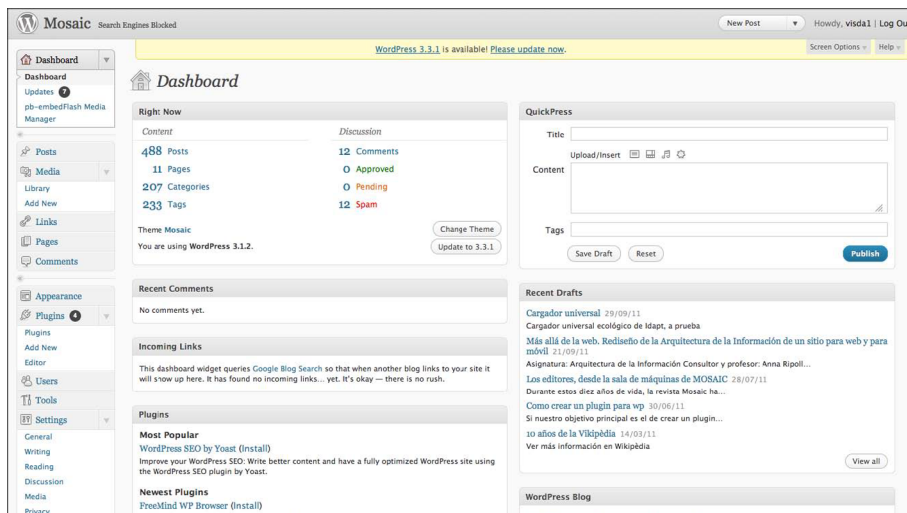 Mosaic Search Engines Blocked
New Post
Howdy, visda1 | Log Ou
WordPress 3.3.1 is available! Please update now.
Screen Options
Help
Dashboard
Dashboard
Updates 7
pb-embedFlash Media
Manager
Posts
Media
Library
Add New
Links
Pages
Comments
Appearance
Plugins 4
Plugins
Add New
Editor
Users
Tools
Settings
General
Writing
Reading
Discussion
Media
Privacy
Dashboard
Right Now
Content
488 Posts
11 Pages
207 Categories
233 Tags
Discussion
12 Comments
0 Approved
0 Pending
12 Spam
Theme Mosaic
Change Theme
You are using WordPress 3.1.2.
Update to 3.3.1
Recent Comments
No comments yet.
Incoming Links
This dashboard widget queries Google Blog Search so that when another blog links to your site it
will show up here. It has found no incoming links… yet. It's okay — there is no rush.
Plugins
Most Popular
WordPress SEO by Yoast (Install)
Improve your WordPress SEO: Write better content and have a fully optimized WordPress site using
the WordPress SEO plugin by Yoast.
Newest Plugins
FreeMind WP Browser (Install)
QuickPress
Title
Upload/Insert
Content
Tags
Save Draft
Reset
Publish
Recent Drafts
Cargador universal 29/09/11
Cargador universal ecológico de Idapt, a prueba
Más allá de la web. Rediseño de la Arquitectura de la Información de un sitio para web y para
móvil 21/09/11
Asignatura: Arquitectura de la Información Consultor y profesor: Anna Ripoll…
Los editores, desde la sala de máquinas de MOSAIC 28/07/11
Durante estos diez años de vida, la revista Mosaic ha…
Como crear un plugin para wp 30/06/11
Si nuestro objetivo principal es el de crear un plugin…
10 años de la Vikipèdia 14/03/11
Ver más información en Wikipèdia
View all
WordPress Blog